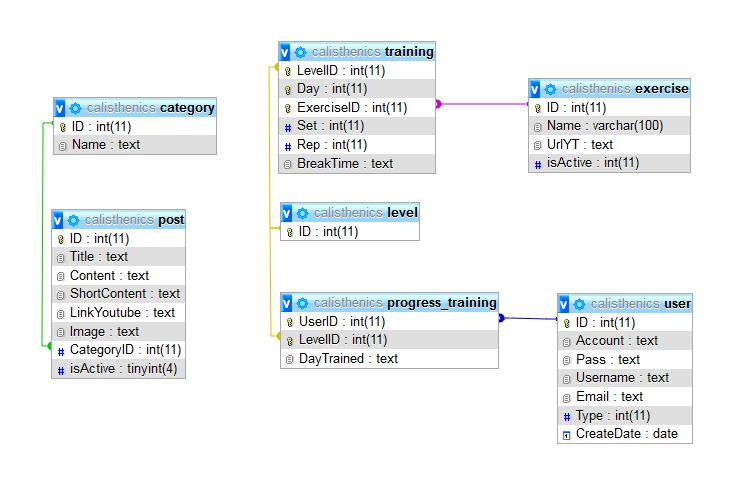 calisthenics category
ID : int(11)
Name : text
calisthenics post
ID : int(11)
Title : text
Content : text
ShortContent : text
LinkYoutube : text
Image : text
CategoryID : int(11)
isActive : tinyint(4)
calisthenics training
LevelID : int(11)
Day : int(11)
ExerciseID : int(11)
Set : int(11)
Rep : int(11)
BreakTime : text
calisthenics level
ID : int(11)
calisthenics progress_training
UserID : int(11)
LevelID : int(11)
DayTrained : text
calisthenics exercise
ID : int(11)
Name : varchar(100)
UrlYT : text
isActive : int(11)
calisthenics user
ID : int(11)
Account : text
Pass : text
Username : text
Email : text
Type : int(11)
CreateDate : date